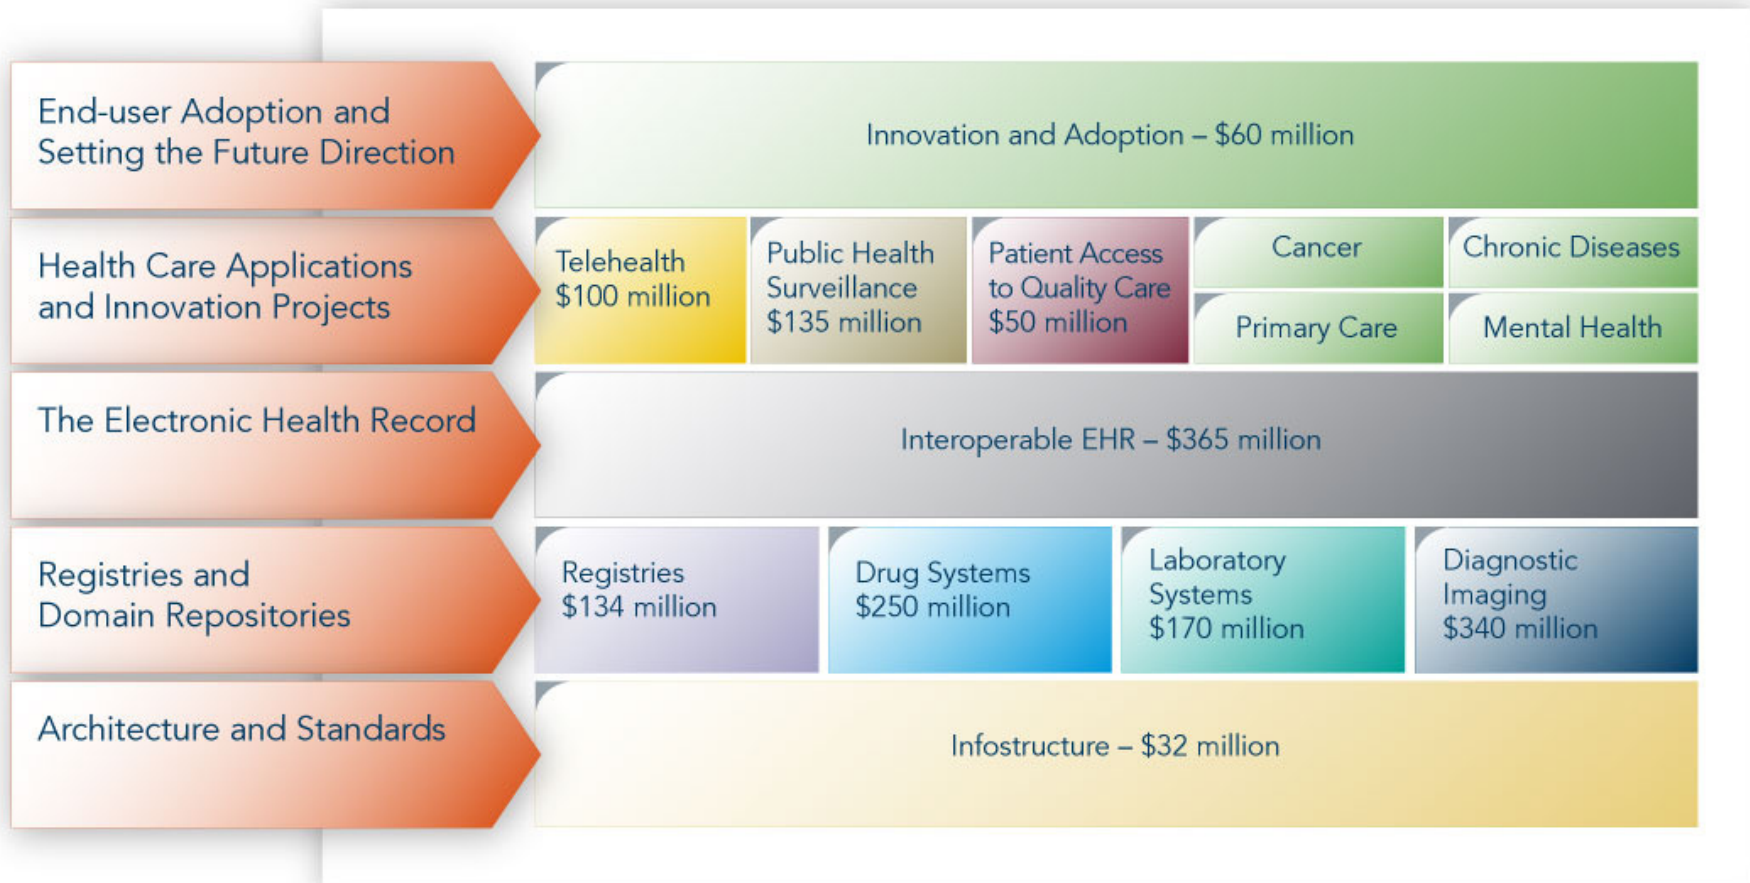 End-user Adoption and
Setting the Future Direction
Innovation and Adoption – $60 million
Health Care Applications
and Innovation Projects
Telehealth
$100 million
Public Health
Surveillance
$135 million
Patient Access
to Quality Care
$50 million
Cancer
Chronic Diseases
Primary Care
Mental Health
The Electronic Health Record
Interoperable EHR – $365 million
Registries and
Domain Repositories
Registries
$134 million
Drug Systems
$250 million
Laboratory
Systems
$170 million
Diagnostic
Imaging
$340 million
Architecture and Standards
Infostructure – $32 million